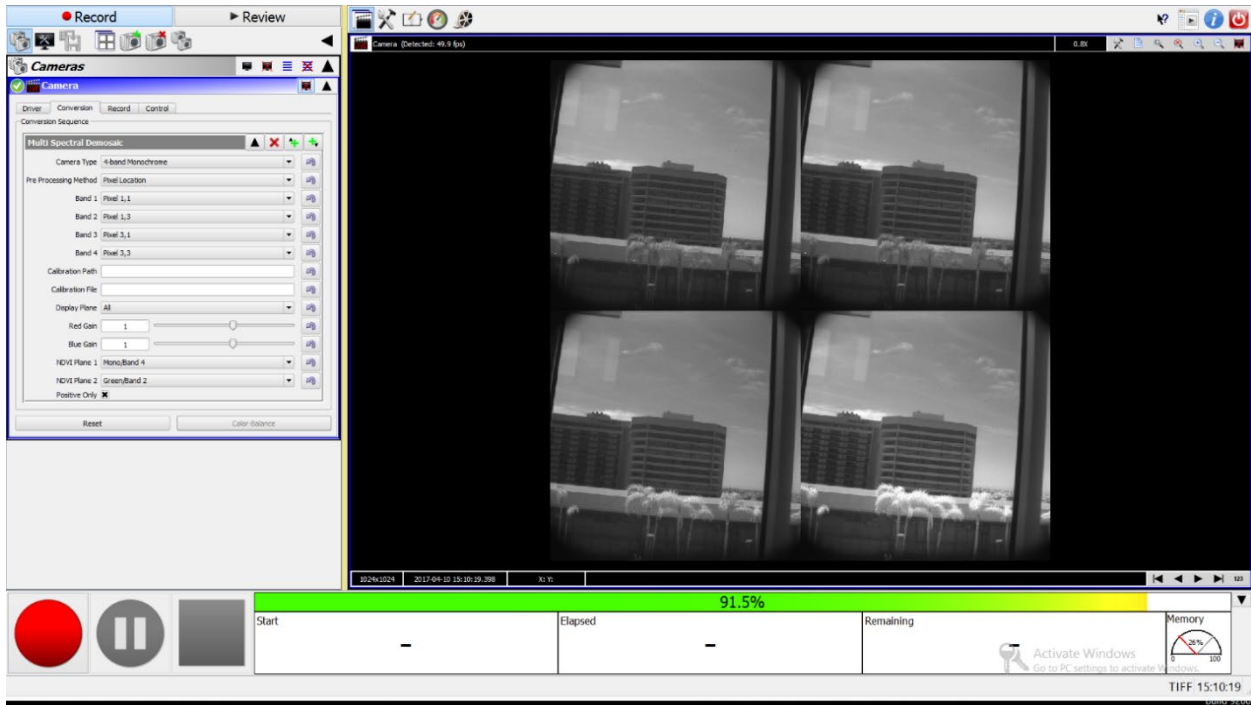 Record
Review
Cameras
Camera
Driver Conversion Record Control
Conversion Sequence
Multi Spectral Demosaic
Camera Type 4-band Monochrome
Pre Processing Method Pixel Location
Band 1 Pixel 1,1
Band 2 Pixel 1,3
Band 3 Pixel 3,1
Band 4 Pixel 3,3
Calibration Path
Calibration File
Display Plane All
Red Gain 1
Blue Gain 1
NDVI Plane 1 Mono/Band 4
NDVI Plane 2 Green/Band 2
Positive Only
Reset Color Balance
Camera (Detected: 49.9 fps)
0.8X
1024x1024 2017-04-10 15:10:19.398 X: Y:
123
91.5%
Start Elapsed Remaining Memory
- - -
26%
0 100
Activate Windows
Go to PC settings to activate Windows.
TIFF 15:10:19